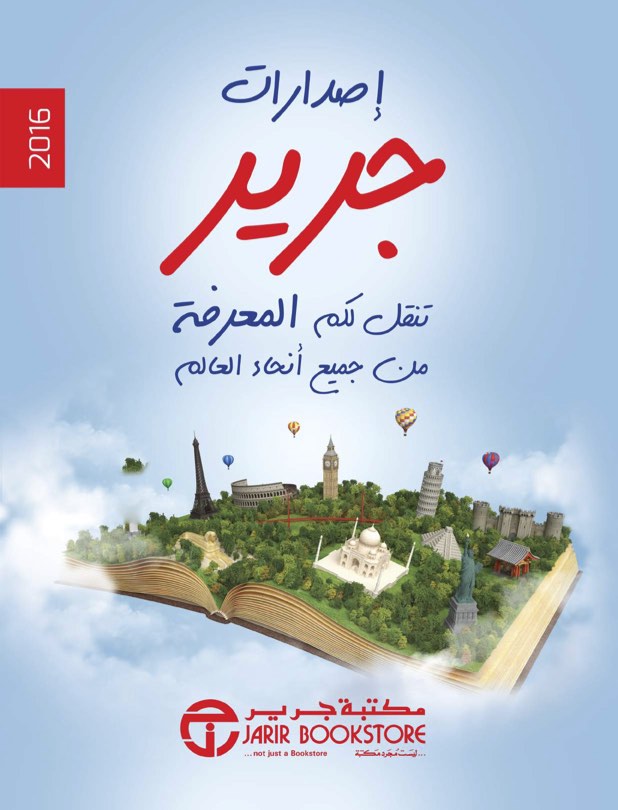 2016
إصدارات
جرير
تنقل لكم المعرفة
من جميع أنحاء العالم
مكتبة جرير
JARIR BOOKSTORE
...not just a Bookstore ...ليست مجرد مكتبة